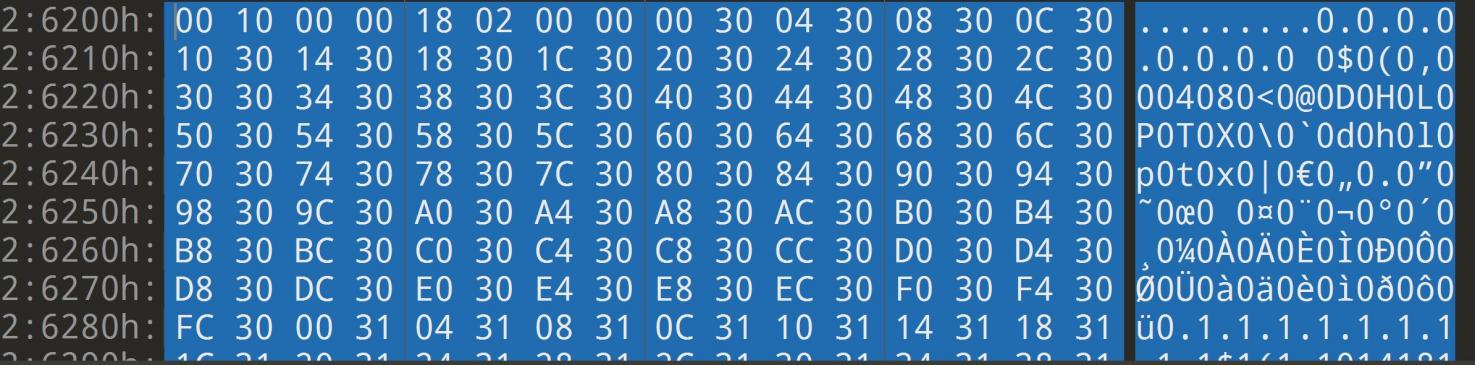 2:6200h: 00 10 00 00 18 02 00 00 00 30 04 30 08 30 0C 30 .........0.0.0.0
2:6210h: 10 30 14 30 18 30 1C 30 20 30 24 30 28 30 2C 30 .0.0.0.0 0$0(0,0
2:6220h: 30 30 34 30 38 30 3C 30 40 30 44 30 48 30 4C 30 004080<0@0D0H0L0
2:6230h: 50 30 54 30 58 30 5C 30 60 30 64 30 68 30 6C 30 P0T0X0\0`0d0h0l0
2:6240h: 70 30 74 30 78 30 7C 30 80 30 84 30 90 30 94 30 p0t0x0|0€0„0.0”0
2:6250h: 98 30 9C 30 A0 30 A4 30 A8 30 AC 30 B0 30 B4 30 ˜0œ0 0¤0¨0¬0°0´0
2:6260h: B8 30 BC 30 C0 30 C4 30 C8 30 CC 30 D0 30 D4 30 ¸0¼0À0Ä0È0Ì0Ð0Ô0
2:6270h: D8 30 DC 30 E0 30 E4 30 E8 30 EC 30 F0 30 F4 30 Ø0Ü0à0ä0è0ì0ð0ô0
2:6280h: FC 30 00 31 04 31 08 31 0C 31 10 31 14 31 18 31 ü0.1.1.1.1.1.1.1